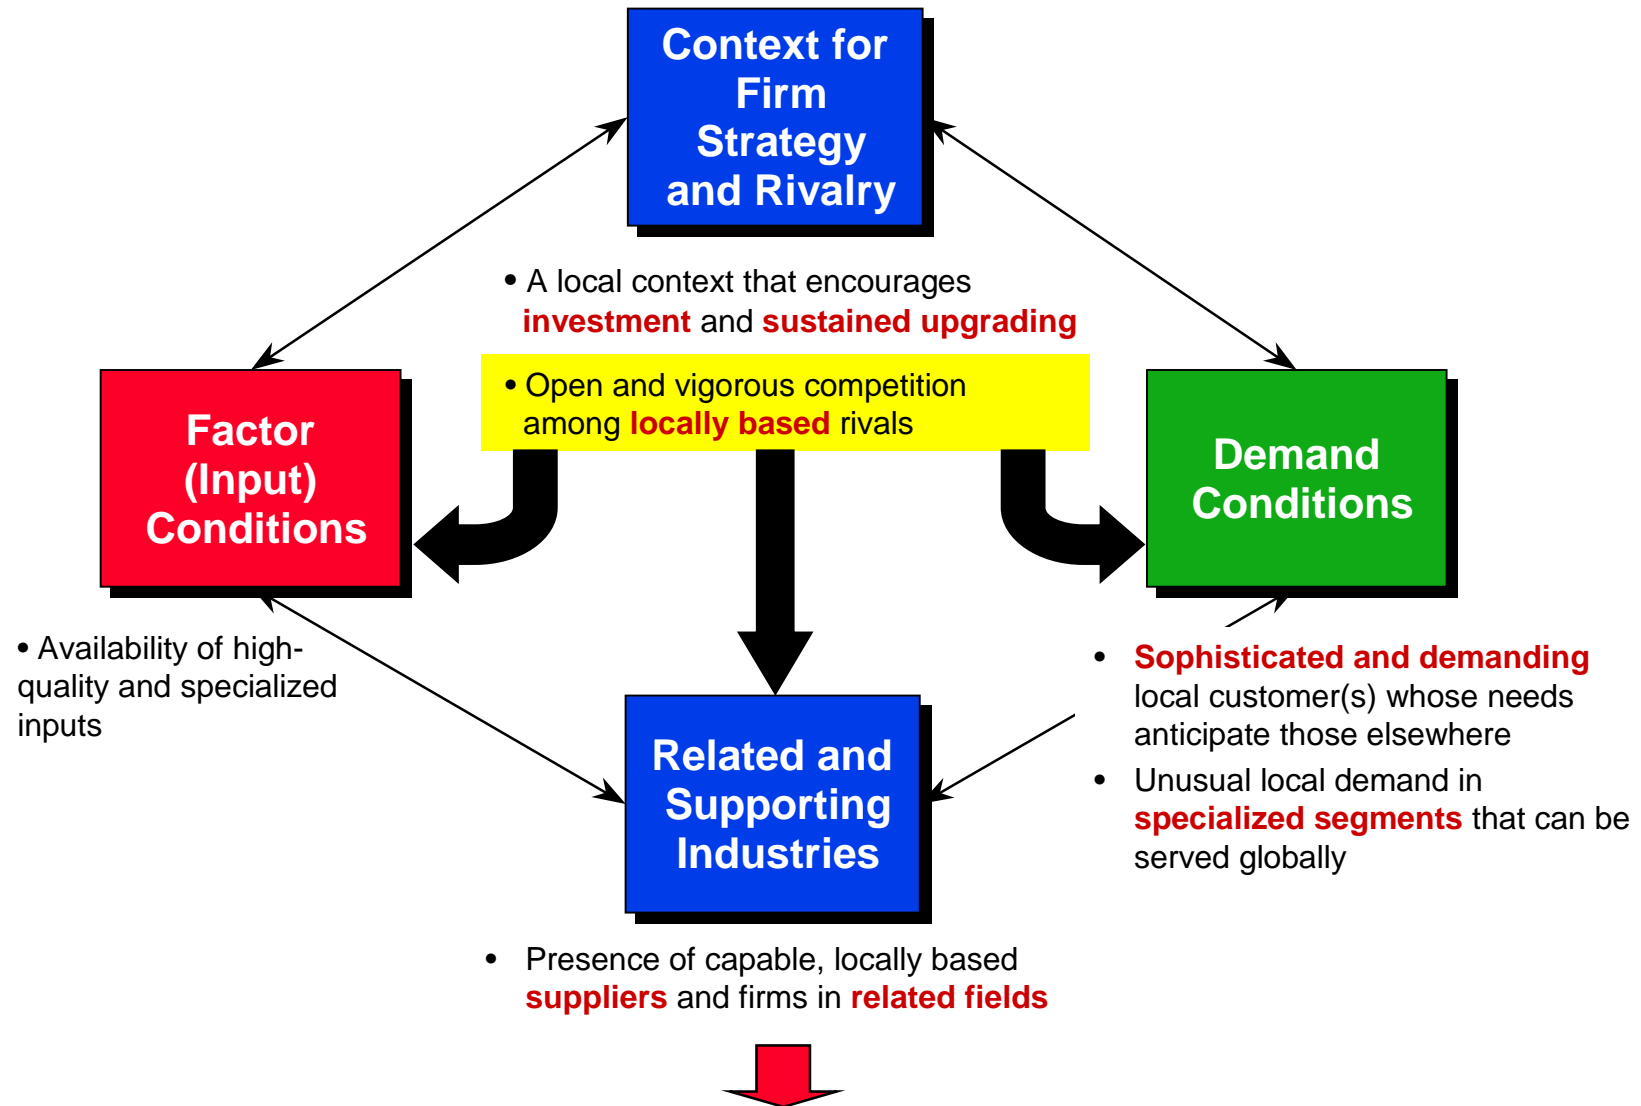 Context for
Firm
Strategy
and Rivalry
• A local context that encourages
investment and sustained upgrading
• Open and vigorous competition
among locally based rivals
Factor
(Input)
Conditions
Demand
Conditions
• Availability of high-
quality and specialized
inputs
• Sophisticated and demanding
local customer(s) whose needs
anticipate those elsewhere
• Unusual local demand in
specialized segments that can be
served globally
Related and
Supporting
Industries
• Presence of capable, locally based
suppliers and firms in related fields